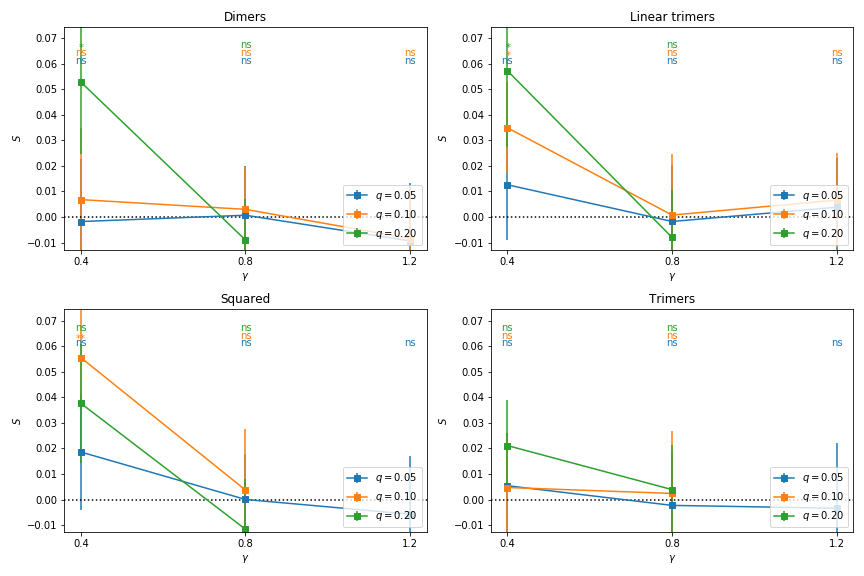 Dimers
0.07
0.06
0.05
0.04
0.03
0.02
0.01
0.00
−0.01
S
*
ns
ns
ns
ns
ns
ns
ns
q = 0.05
q = 0.10
q = 0.20
0.4
0.8
1.2
γ
Linear trimers
0.07
0.06
0.05
0.04
0.03
0.02
0.01
0.00
−0.01
S
*
*
ns
ns
ns
ns
ns
ns
q = 0.05
q = 0.10
q = 0.20
0.4
0.8
1.2
γ
Squared
0.07
0.06
0.05
0.04
0.03
0.02
0.01
0.00
−0.01
S
ns
**
ns
ns
ns
ns
ns
q = 0.05
q = 0.10
q = 0.20
0.4
0.8
1.2
γ
Trimers
0.07
0.06
0.05
0.04
0.03
0.02
0.01
0.00
−0.01
S
ns
ns
ns
ns
ns
ns
ns
q = 0.05
q = 0.10
q = 0.20
0.4
0.8
1.2
γ